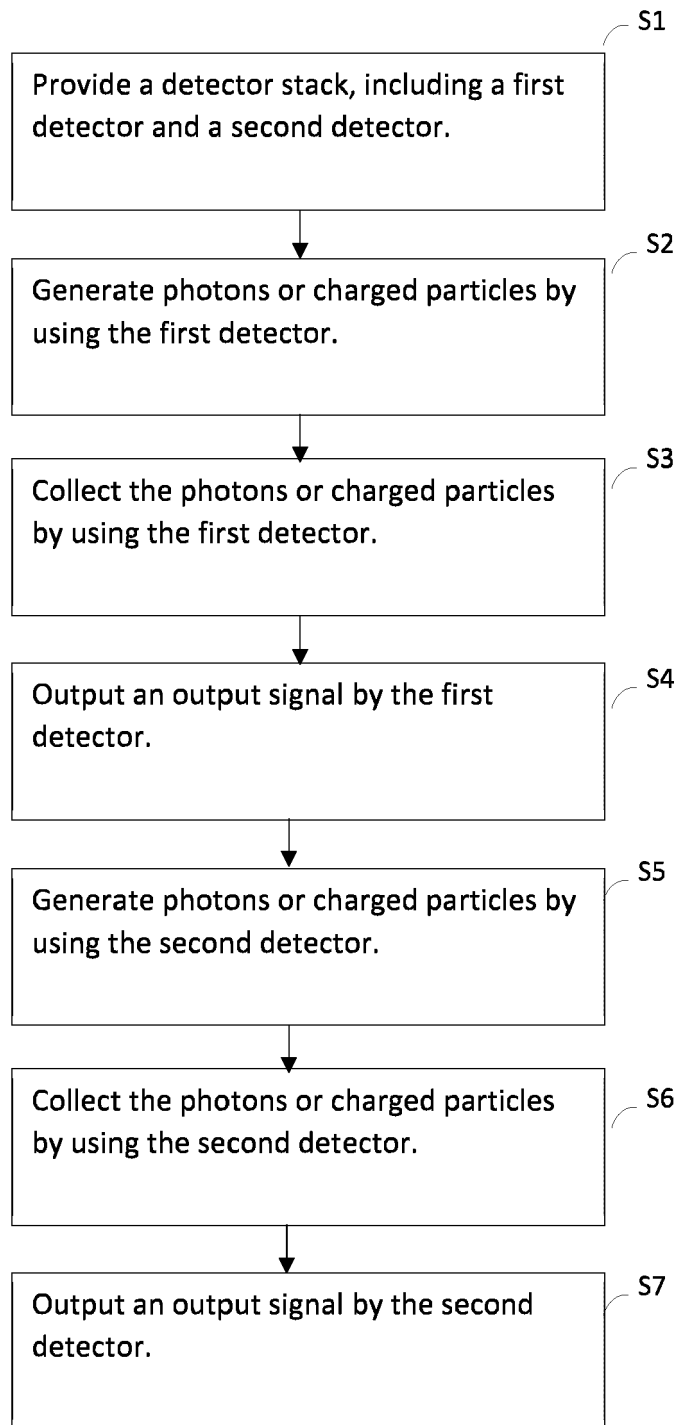 S1
Provide a detector stack, including a first
detector and a second detector.
S2
Generate photons or charged particles by
using the first detector.
S3
Collect the photons or charged particles
by using the first detector.
S4
Output an output signal by the first
detector.
S5
Generate photons or charged particles by
using the second detector.
S6
Collect the photons or charged particles
by using the second detector.
S7
Output an output signal by the second
detector.